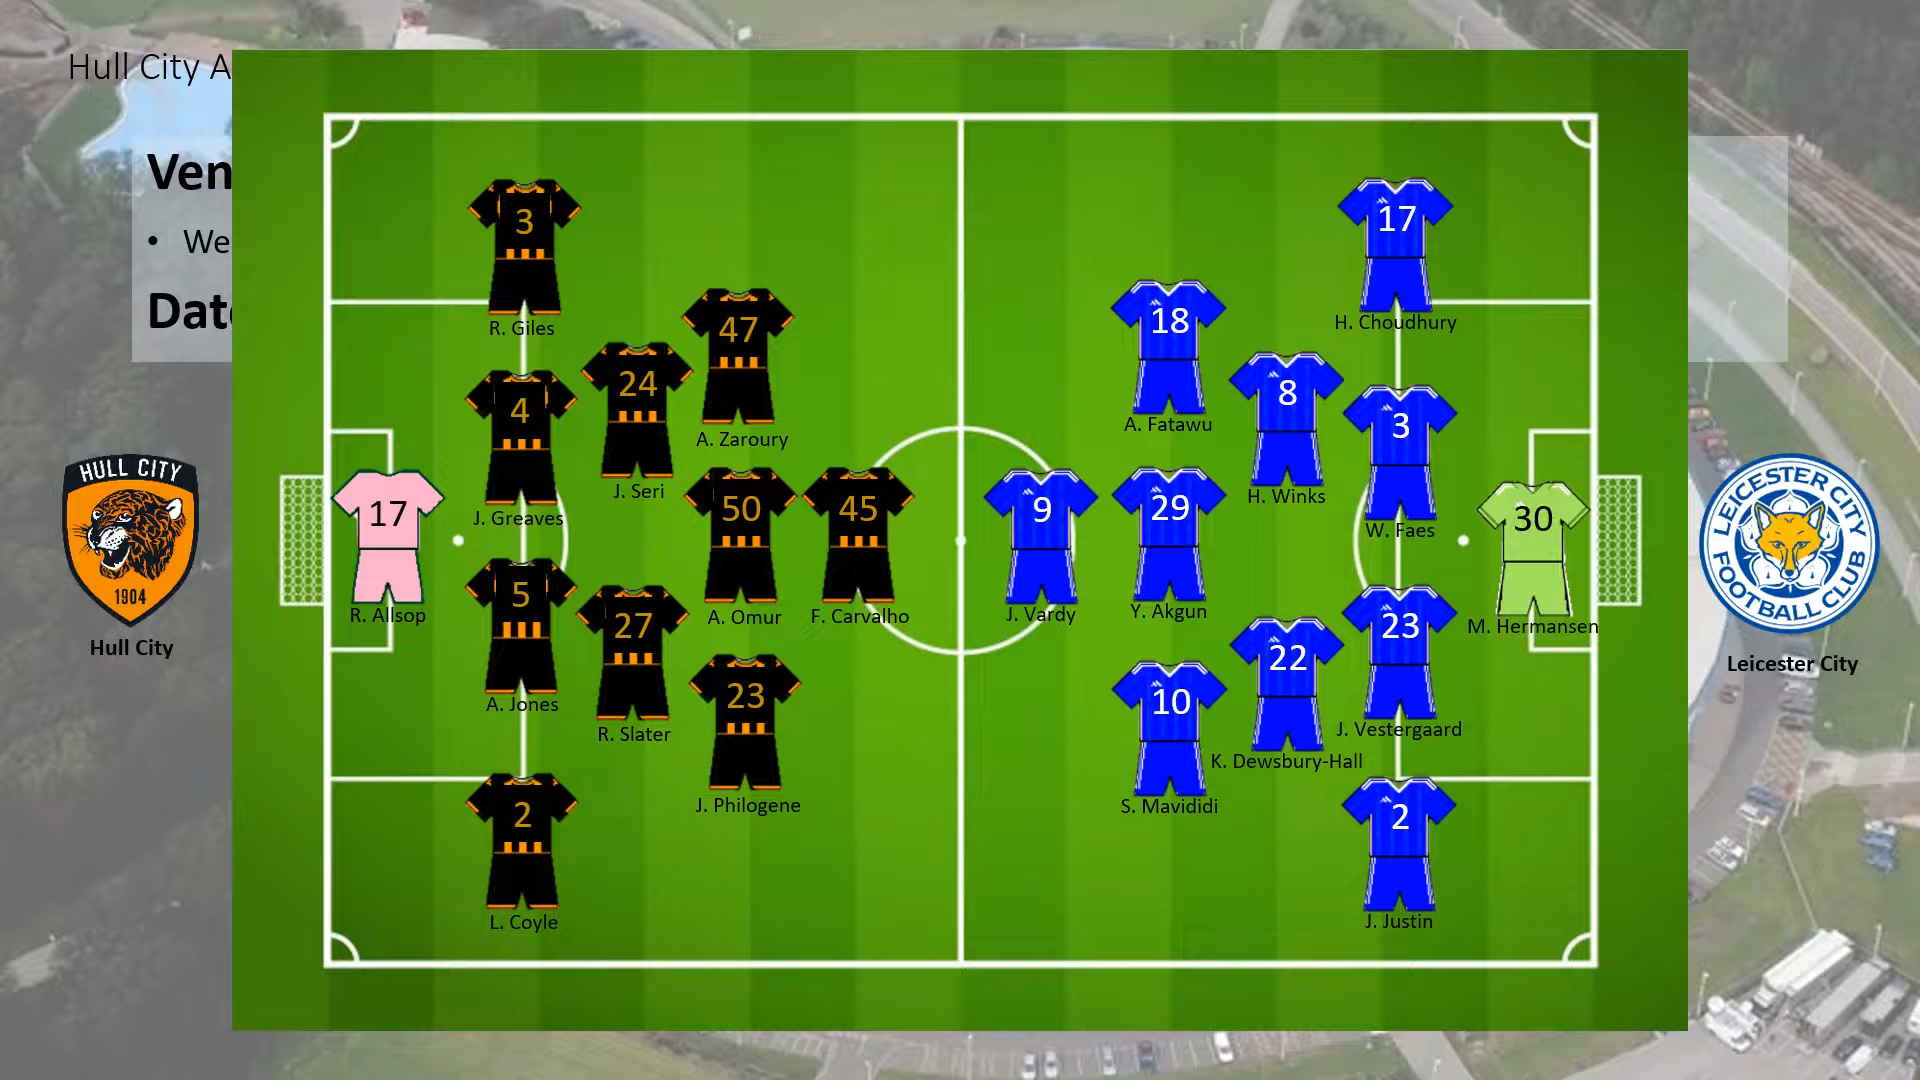 Hull City A
Ven
• We
Dat
3
R. Giles
4
J. Greaves
5
A. Jones
2
L. Coyle
17
R. Allsop
24
J. Seri
27
R. Slater
47
A. Zaroury
50
A. Omur
23
J. Philogene
45
F. Carvalho
9
J. Vardy
18
A. Fatawu
29
Y. Akgun
10
S. Mavididi
8
H. Winks
22
K. Dewsbury-Hall
17
H. Choudhury
3
W. Faes
23
J. Vestergaard
2
J. Justin
30
M. Hermansen
HULL CITY
1904
Hull City
LEICESTER CITY
FOOTBALL CLUB
Leicester City